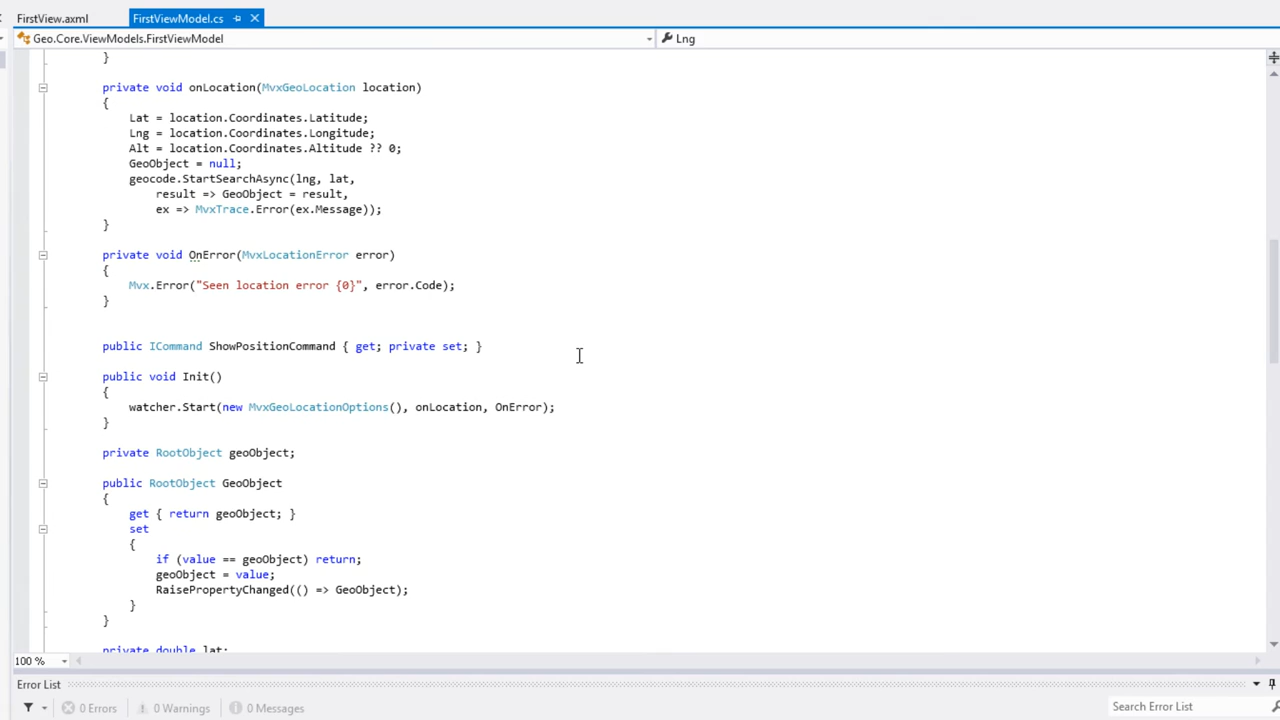 FirstView.axml
FirstViewModel.cs
Geo.Core.ViewModels.FirstViewModel
Lng
}
private void onLocation(MvxGeoLocation location)
{
Lat = location.Coordinates.Latitude;
Lng = location.Coordinates.Longitude;
Alt = location.Coordinates.Altitude ?? 0;
GeoObject = null;
geocode.StartSearchAsync(lng, lat,
result => GeoObject = result,
ex => MvxTrace.Error(ex.Message));
}
private void OnError(MvxLocationError error)
{
Mvx.Error("Seen location error {0}", error.Code);
}
public ICommand ShowPositionCommand { get; private set; }
public void Init()
{
watcher.Start(new MvxGeoLocationOptions(), onLocation, OnError);
}
private RootObject geoObject;
public RootObject GeoObject
{
get { return geoObject; }
set
{
if (value == geoObject) return;
geoObject = value;
RaisePropertyChanged(() => GeoObject);
}
}
private double lat;
100 %
Error List
0 Errors
0 Warnings
0 Messages
Search Error List